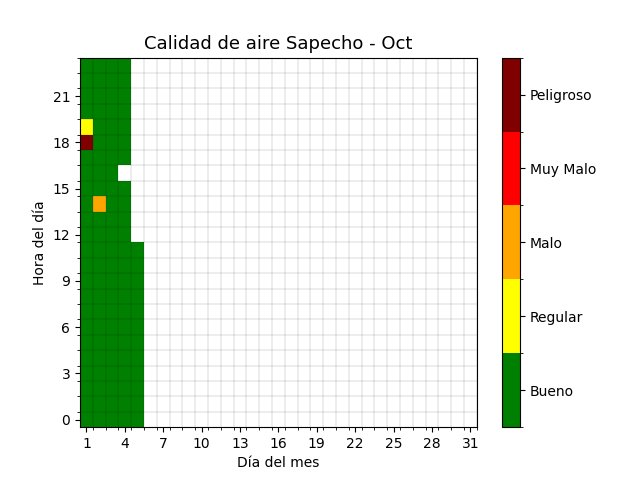 Calidad de aire Sapecho - Oct
Hora del día
21
18
15
12
9
6
3
0
1 4 7 10 13 16 19 22 25 28 31
Día del mes
Peligroso
Muy Malo
Malo
Regular
Bueno